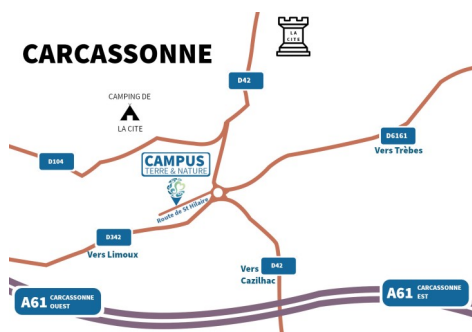 LA
CITE
CARCASSONNE
D42
CAMPING DE
LA CITE
D6161
Vers Trèbes
D104
CAMPUS
TERRE & NATURE
Route de St Hilaire
D342
Vers Limoux
Vers
Cazilhac
D42
A61 CARCASSONNE
OUEST
A61 CARCASSONNE
EST